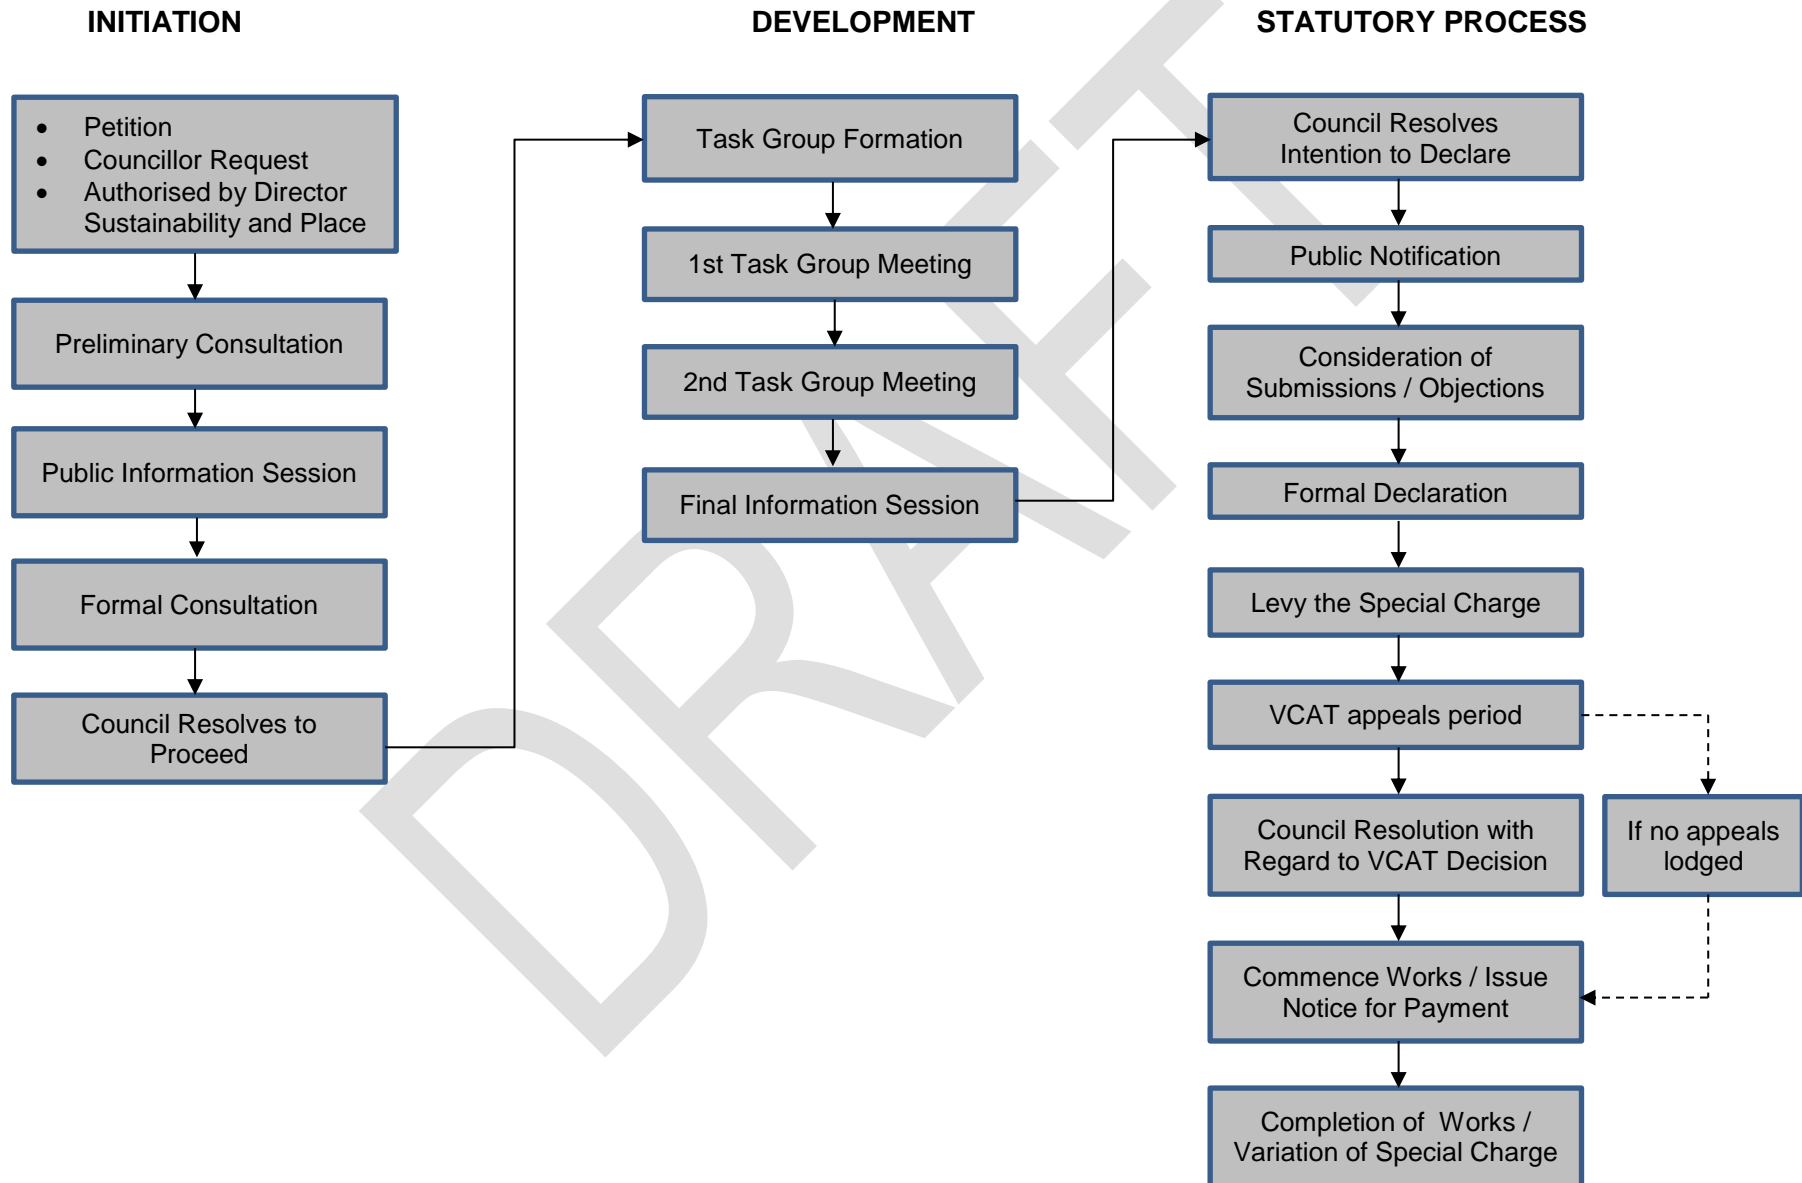 INITIATION
• Petition
• Councillor Request
• Authorised by Director
Sustainability and Place
Preliminary Consultation
Public Information Session
Formal Consultation
Council Resolves to
Proceed
DEVELOPMENT
Task Group Formation
1st Task Group Meeting
2nd Task Group Meeting
Final Information Session
STATUTORY PROCESS
Council Resolves
Intention to Declare
Public Notification
Consideration of
Submissions / Objections
Formal Declaration
Levy the Special Charge
VCAT appeals period
Council Resolution with
Regard to VCAT Decision
If no appeals
lodged
Commence Works / Issue
Notice for Payment
Completion of Works /
Variation of Special Charge
DRAFT